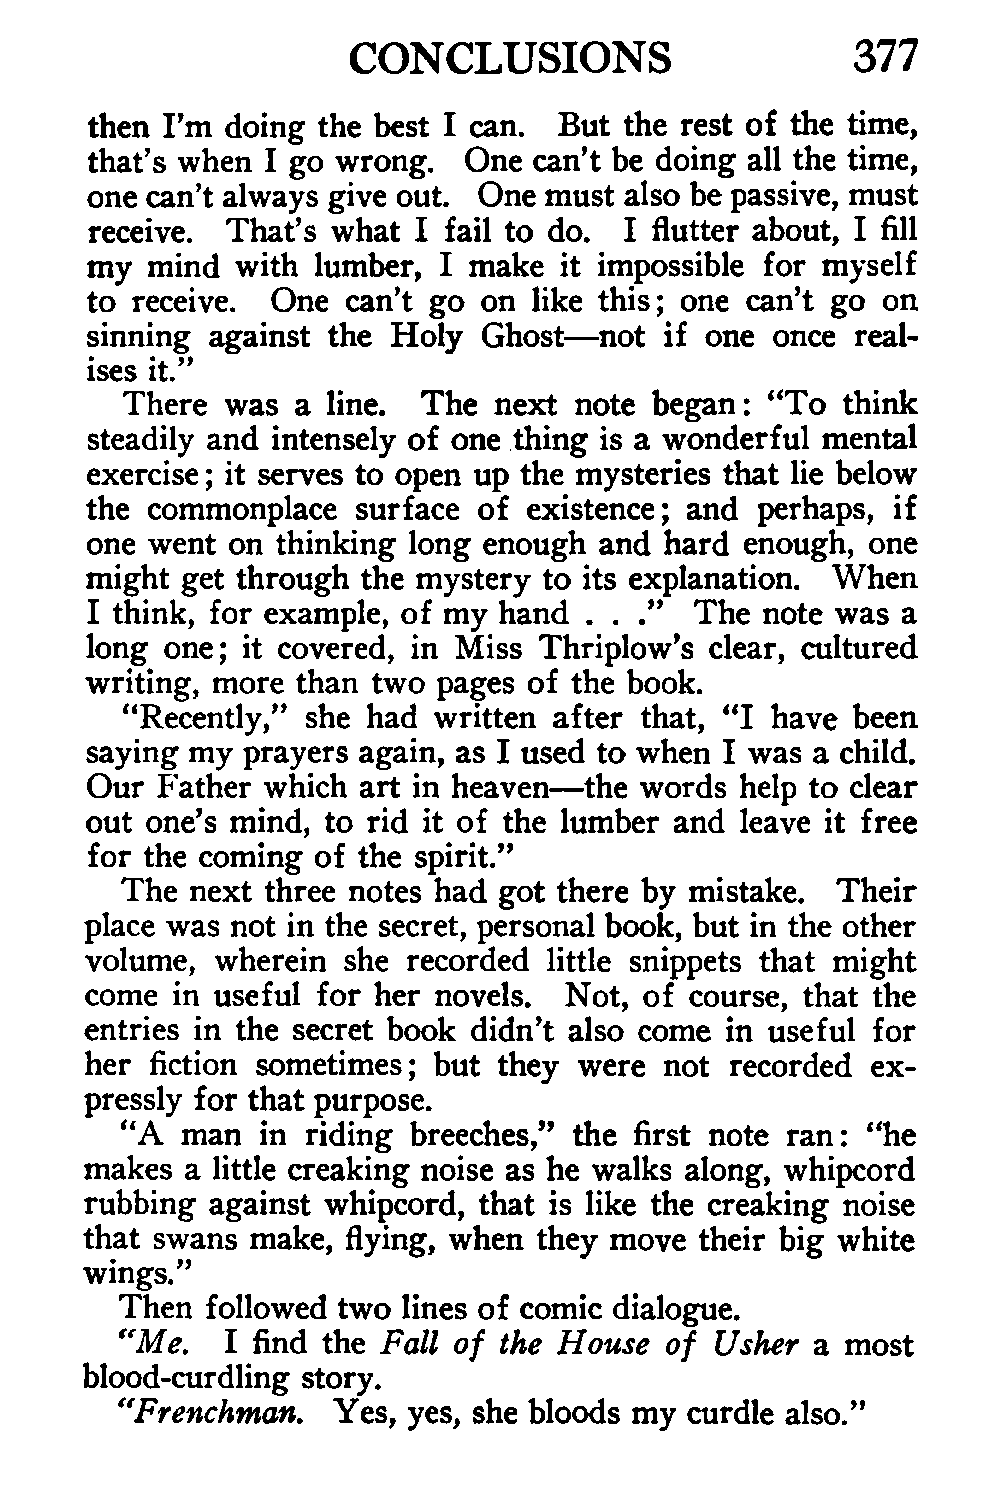 CONCLUSIONS 377
then I'm doing the best I can. But the rest of the time,
that's when I go wrong. One can't be doing all the time,
one can't always give out. One must also be passive, must
receive. That's what I fail to do. I flutter about, I fill
my mind with lumber, I make it impossible for myself
to receive. One can't go on like this; one can't go on
sinning against the Holy Ghost—not if one once real-
ises it."
There was a line. The next note began: "To think
steadily and intensely of one thing is a wonderful mental
exercise; it serves to open up the mysteries that lie below
the commonplace surface of existence; and perhaps, if
one went on thinking long enough and hard enough, one
might get through the mystery to its explanation. When
I think, for example, of my hand . . ." The note was a
long one; it covered, in Miss Thriplow's clear, cultured
writing, more than two pages of the book.
"Recently," she had written after that, "I have been
saying my prayers again, as I used to when I was a child.
Our Father which art in heaven—the words help to clear
out one's mind, to rid it of the lumber and leave it free
for the coming of the spirit."
The next three notes had got there by mistake. Their
place was not in the secret, personal book, but in the other
volume, wherein she recorded little snippets that might
come in useful for her novels. Not, of course, that the
entries in the secret book didn't also come in useful for
her fiction sometimes; but they were not recorded ex-
pressly for that purpose.
"A man in riding breeches," the first note ran: "he
makes a little creaking noise as he walks along, whipcord
rubbing against whipcord, that is like the creaking noise
that swans make, flying, when they move their big white
wings."
Then followed two lines of comic dialogue.
"Me. I find the Fall of the House of Usher a most
blood-curdling story.
"Frenchman. Yes, yes, she bloods my curdle also."